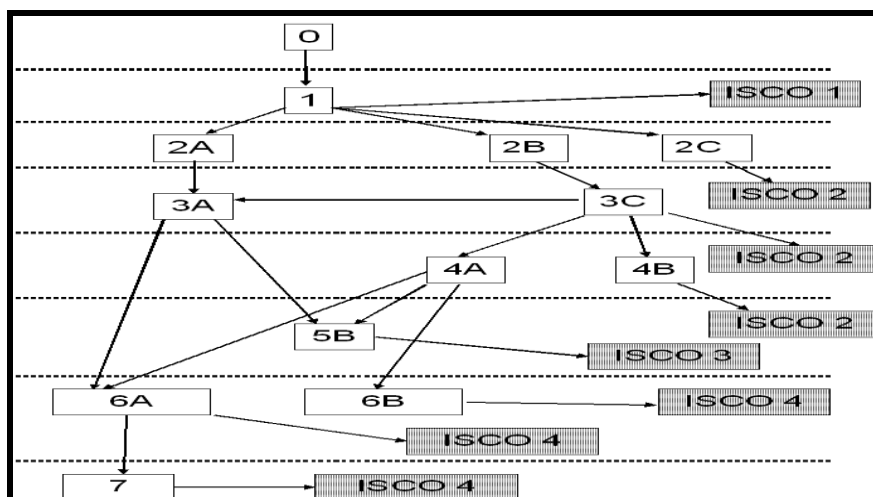 0
1
ISCO 1
2A
2B
2C
ISCO 2
3A
3C
ISCO 2
4A
4B
ISCO 2
5B
ISCO 3
6A
6B
ISCO 4
ISCO 4
7
ISCO 4